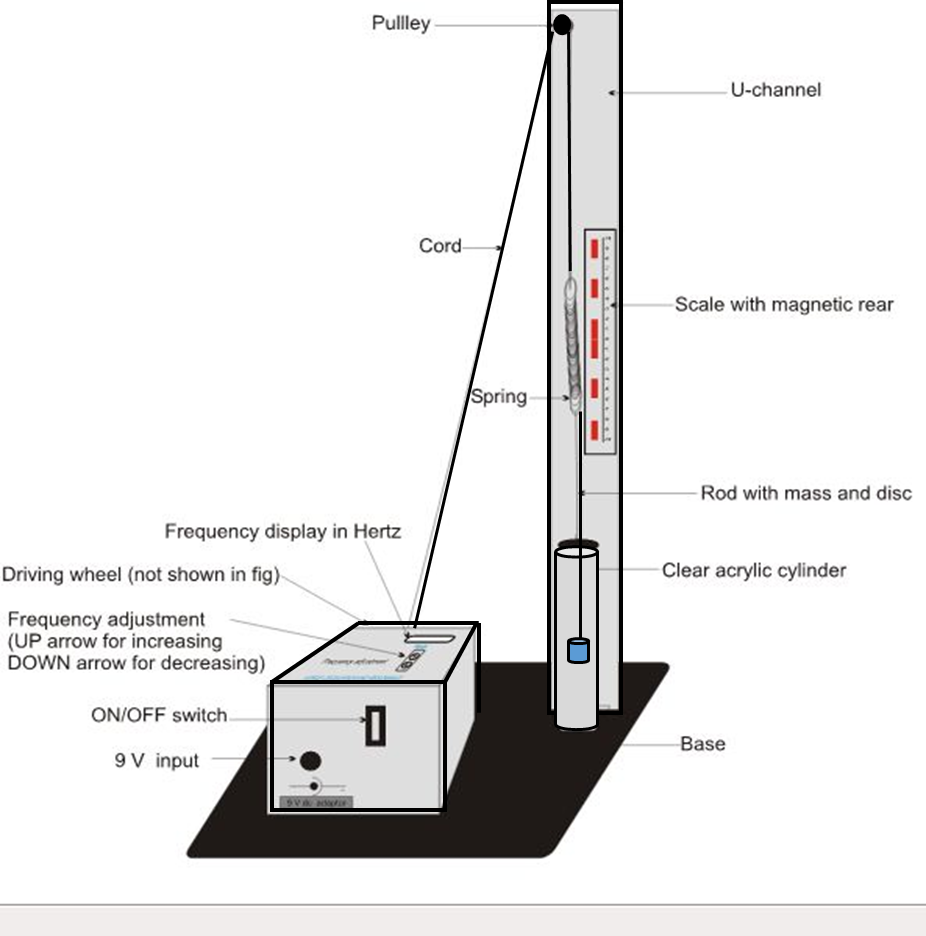 Pullley
U-channel
Cord
Scale with magnetic rear
Spring
Rod with mass and disc
Frequency display in Hertz
Clear acrylic cylinder
Driving wheel (not shown in fig)
Frequency adjustment
(UP arrow for increasing
DOWN arrow for decreasing)
Frequency adjustment
ON/OFF switch
Base
9 V input
9 V dc adaptor